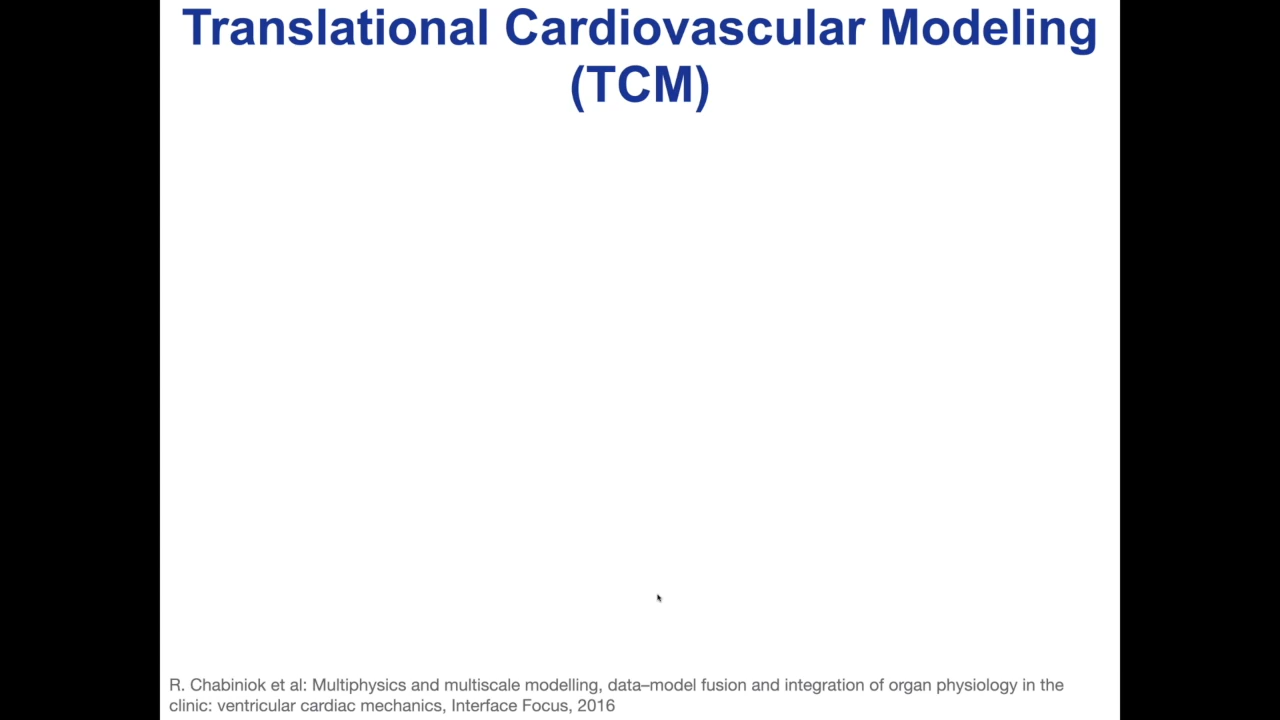 Translational Cardiovascular Modeling
(TCM)
R. Chabiniok et al: Multiphysics and multiscale modelling, data–model fusion and integration of organ physiology in the
clinic: ventricular cardiac mechanics, Interface Focus, 2016